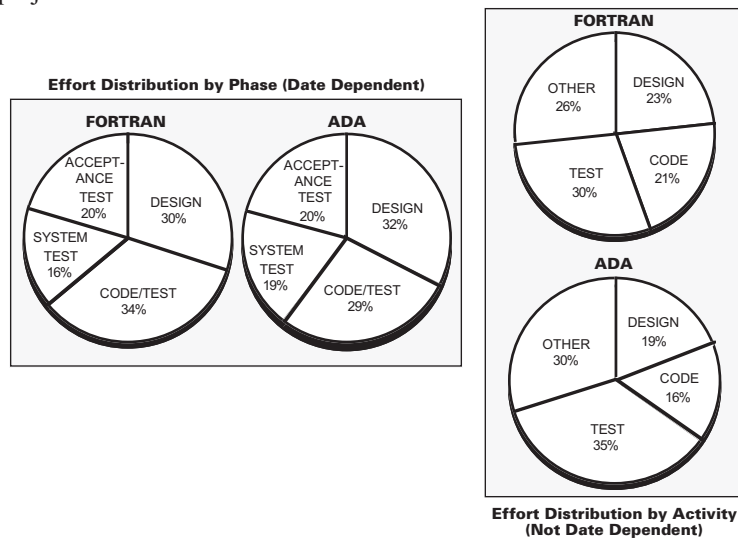 Effort Distribution by Phase (Date Dependent)
FORTRAN
ACCEPT-
ANCE
TEST
20%
DESIGN
30%
SYSTEM
TEST
16%
CODE/TEST
34%
ADA
ACCEPT-
ANCE
TEST
20%
DESIGN
32%
SYSTEM
TEST
19%
CODE/TEST
29%
FORTRAN
OTHER
26%
DESIGN
23%
TEST
30%
CODE
21%
ADA
OTHER
30%
DESIGN
19%
CODE
16%
TEST
35%
Effort Distribution by Activity
(Not Date Dependent)